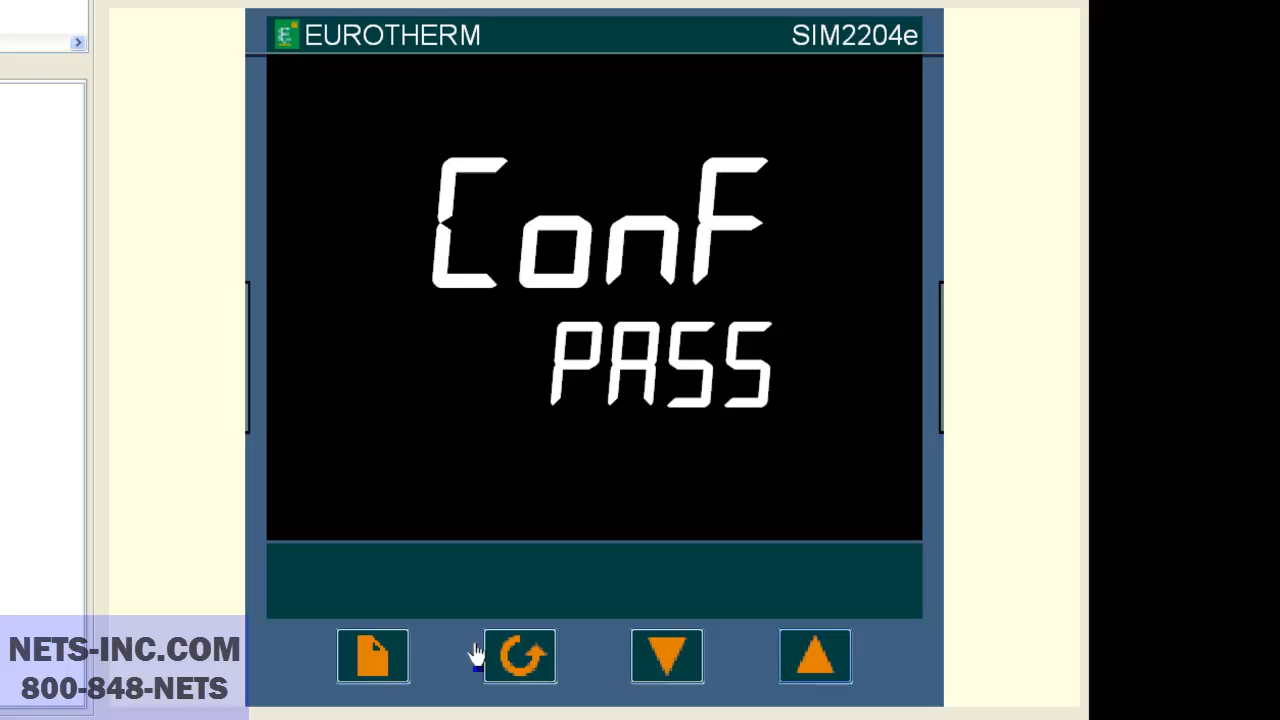 EUROTHERM SIM2204e
ConF
PASS
NETS-INC.COM
800-848-NETS